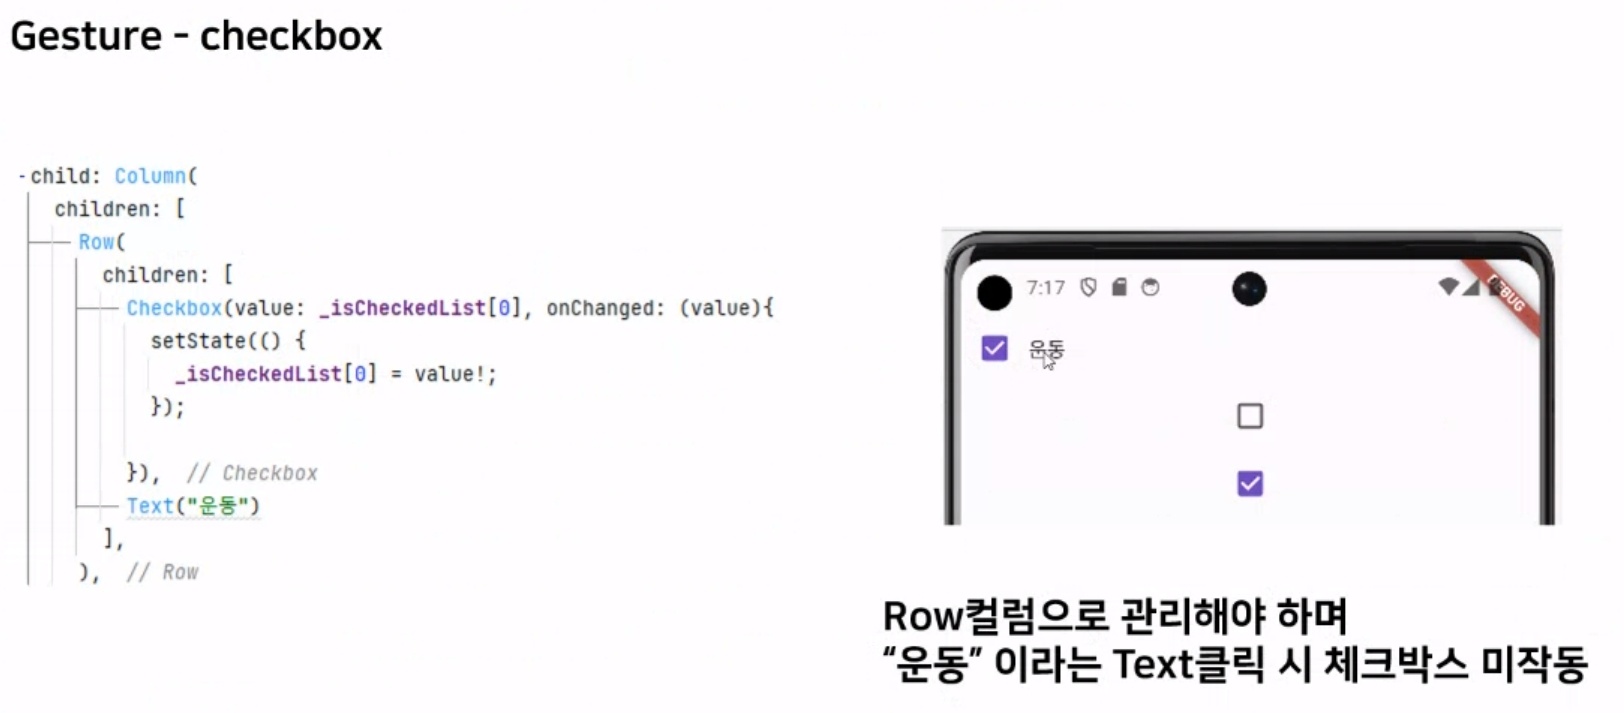 Gesture - checkbox
child: Column(
children: [
Row(
children: [
Checkbox(value: _isCheckedList[0], onChanged: (value){
setState(() {
_isCheckedList[0] = value!;
});
}),  // Checkbox
Text("운동")
],
),  // Row
7:17
DEBUG
운동
Row컬럼으로 관리해야 하며
“운동” 이라는 Text클릭 시 체크박스 미작동